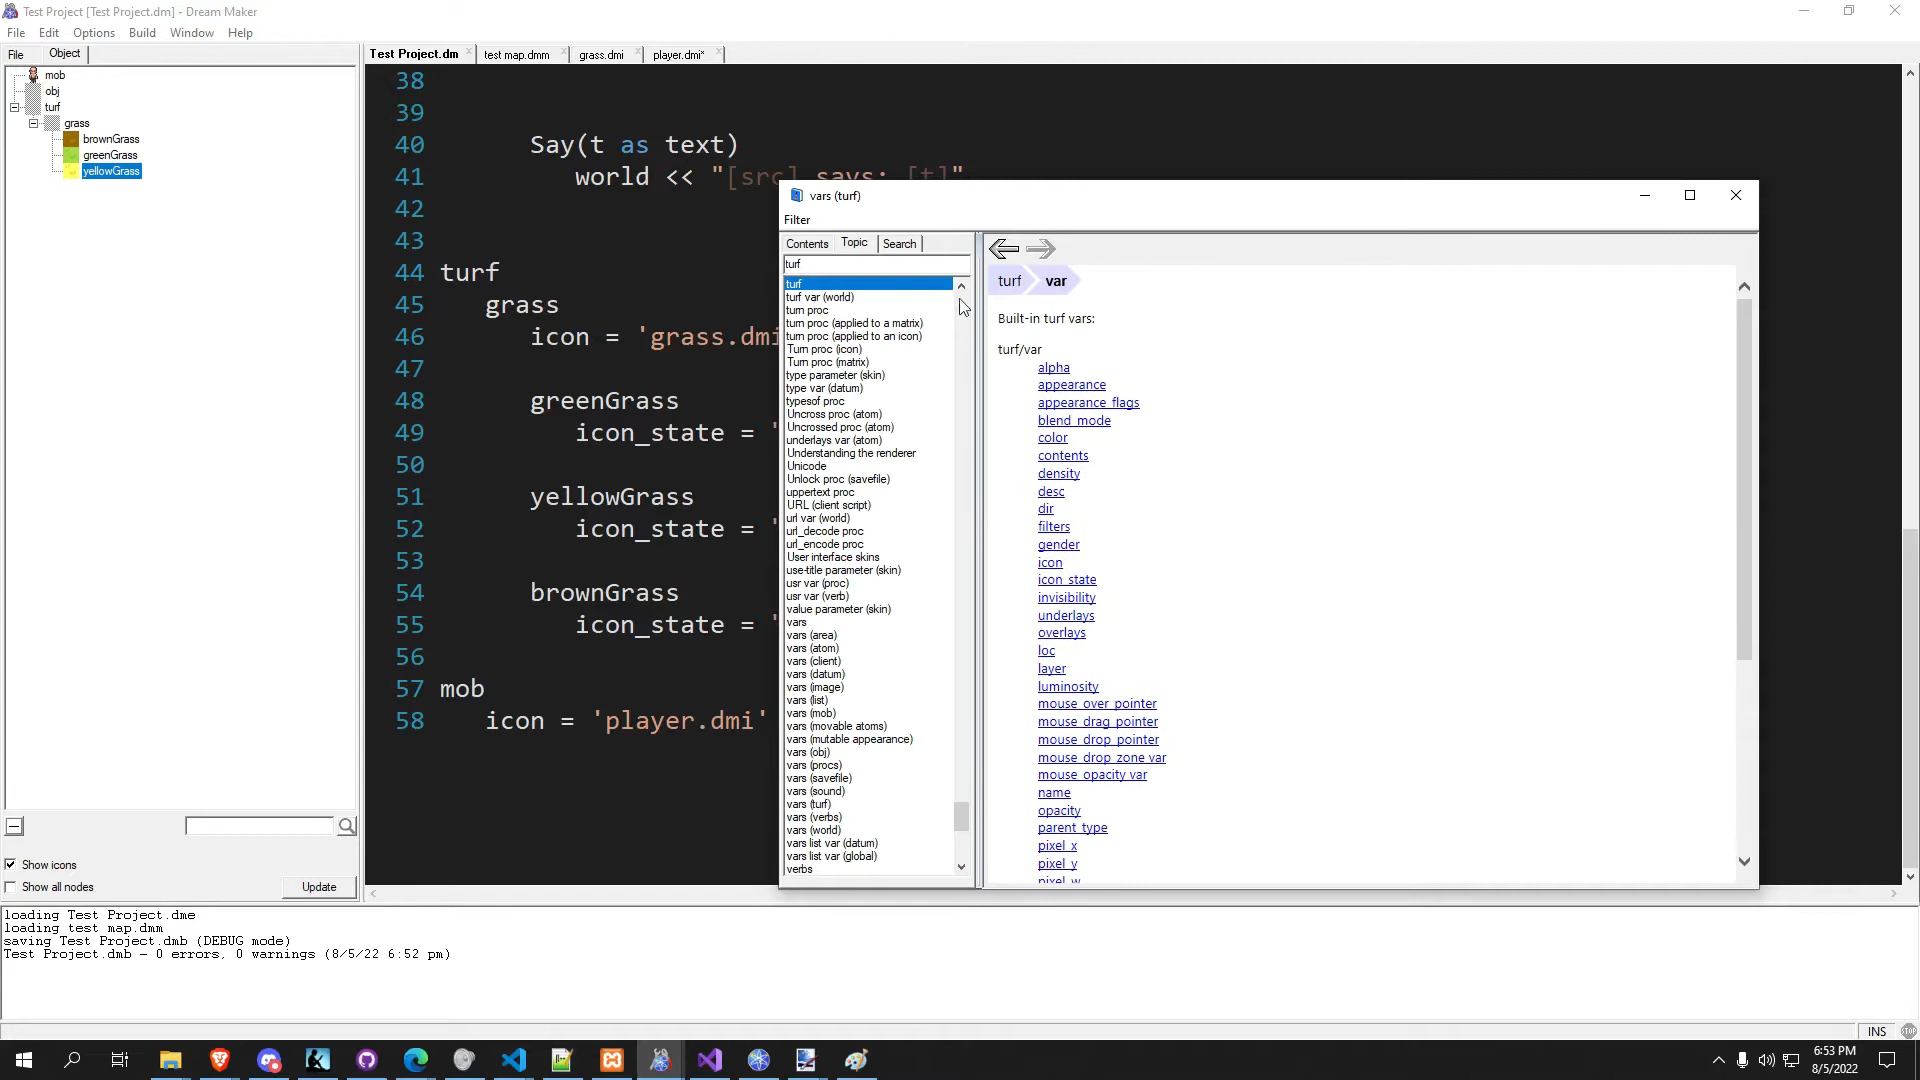 Test Project [Test Project.dm] - Dream Maker
File Edit Options Build Window Help
File Object
mob
obj
turf
grass
brownGrass
greenGrass
yellowGrass
Show icons
Show all nodes
Update
Test Project.dm test map.dmm grass.dmi player.dmi*
38
39
40 Say(t as text)
41 world << "[src] says: [t]"
42
43
44 turf
45 grass
46 icon = 'grass.dmi
47
48 greenGrass
49 icon_state = '
50
51 yellowGrass
52 icon_state = '
53
54 brownGrass
55 icon_state = '
56
57 mob
58 icon = 'player.dmi'
vars (turf)
Filter
Contents Topic Search
turf
turf
turf var (world)
turn proc
turn proc (applied to a matrix)
turn proc (applied to an icon)
Turn proc (icon)
Turn proc (matrix)
type parameter (skin)
type var (datum)
typesof proc
Uncross proc (atom)
Uncrossed proc (atom)
underlays var (atom)
Understanding the renderer
Unicode
Unlock proc (savefile)
uppertext proc
URL (client script)
url var (world)
url_decode proc
url_encode proc
User interface skins
use-title parameter (skin)
usr var (proc)
usr var (verb)
value parameter (skin)
vars
vars (area)
vars (atom)
vars (client)
vars (datum)
vars (image)
vars (list)
vars (mob)
vars (movable atoms)
vars (mutable appearance)
vars (obj)
vars (procs)
vars (savefile)
vars (sound)
vars (turf)
vars (verbs)
vars (world)
vars list var (datum)
vars list var (global)
verbs
turf var
Built-in turf vars:
turf/var
alpha
appearance
appearance_flags
blend_mode
color
contents
density
desc
dir
filters
gender
icon
icon_state
invisibility
underlays
overlays
loc
layer
luminosity
mouse_over_pointer
mouse_drag_pointer
mouse_drop_pointer
mouse_drop_zone var
mouse_opacity var
name
opacity
parent_type
pixel_x
pixel_y
pixel_w
loading Test Project.dme
loading test map.dmm
saving Test Project.dmb (DEBUG mode)
Test Project.dmb - 0 errors, 0 warnings (8/5/22 6:52 pm)
INS
6:53 PM
8/5/2022